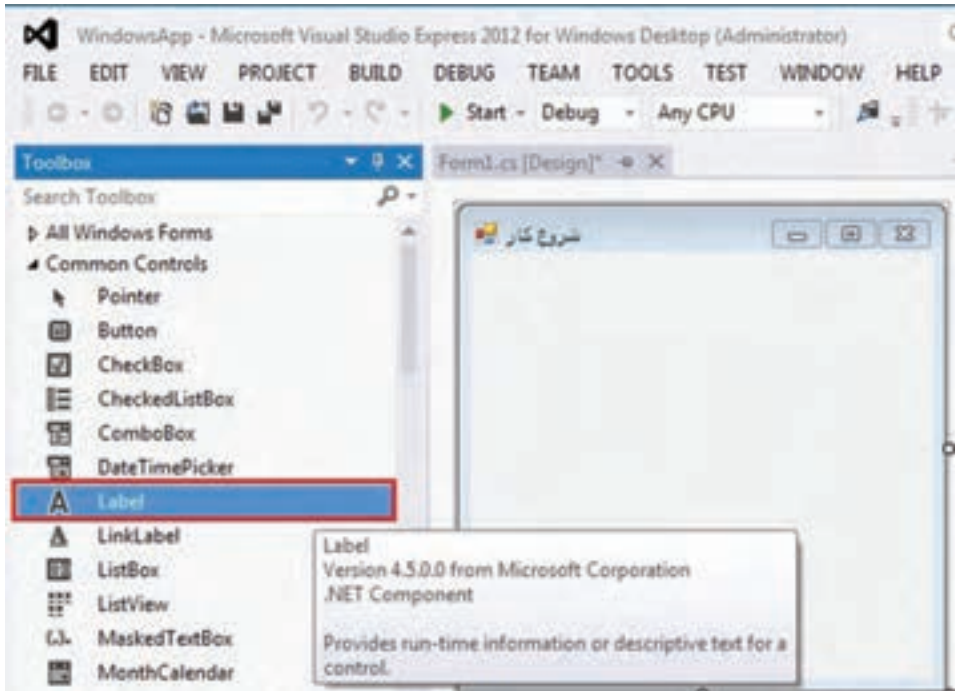 WindowsApp - Microsoft Visual Studio Express 2012 for Windows Desktop (Administrator)
FILE EDIT VIEW PROJECT BUILD DEBUG TEAM TOOLS TEST WINDOW HELP
Start Debug Any CPU
Toolbox
Form1.cs [Design]*
Search Toolbox
شروع کار
All Windows Forms
Common Controls
Pointer
Button
CheckBox
CheckedListBox
ComboBox
DateTimePicker
Label
LinkLabel
ListBox
ListView
MaskedTextBox
MonthCalendar
Label
Version 4.5.0.0 from Microsoft Corporation
.NET Component
Provides run-time information or descriptive text for a
control.